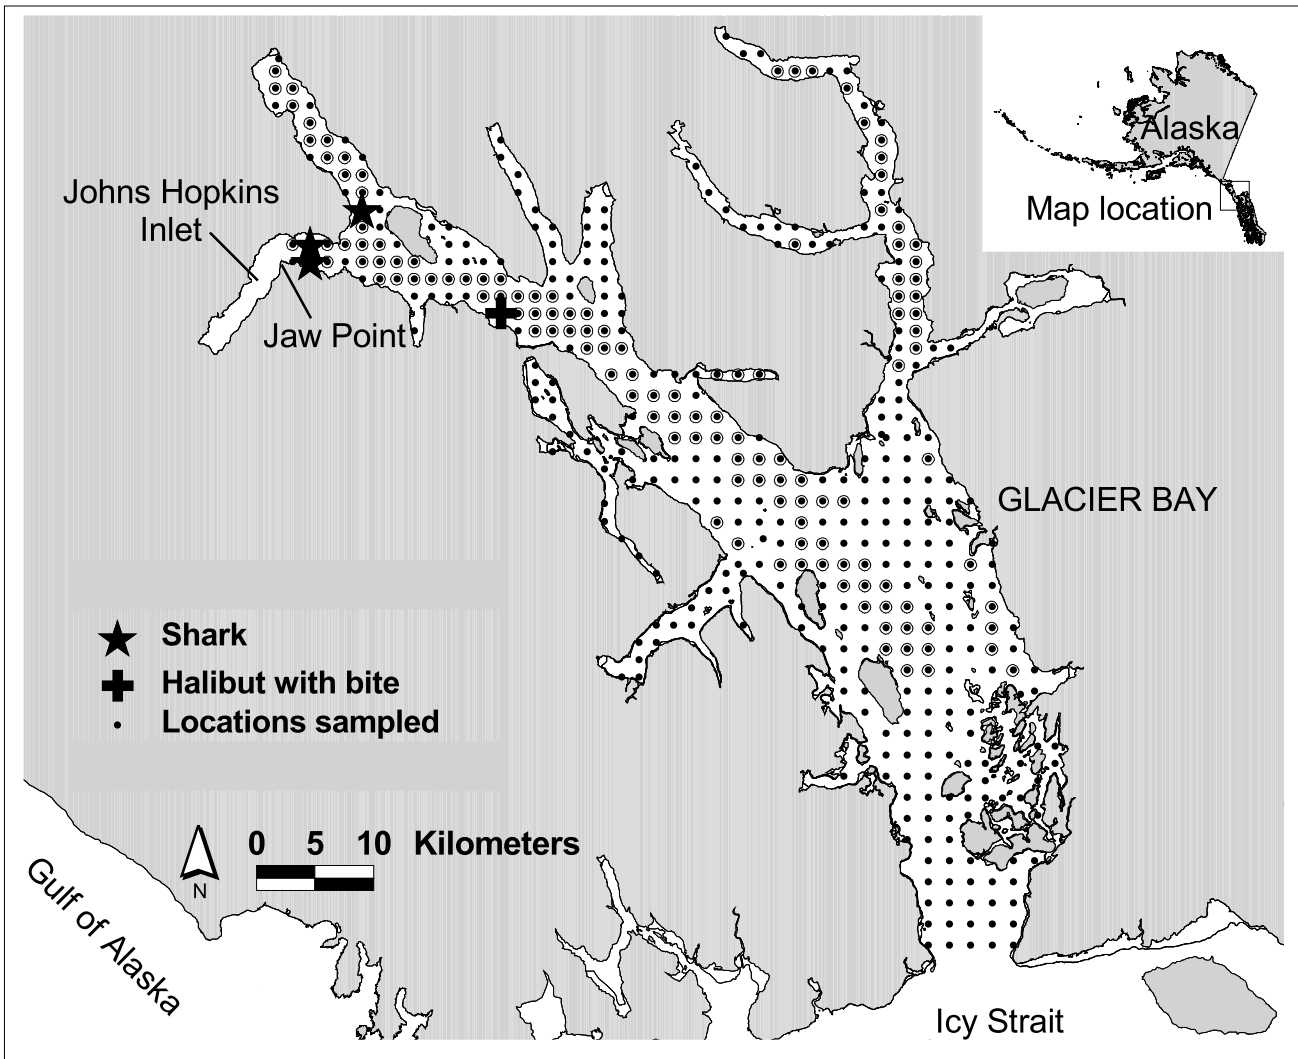 Alaska
Map location
Johns Hopkins
Inlet
Jaw Point
GLACIER BAY
Shark
Halibut with bite
Locations sampled
0 5 10 Kilometers
N
Gulf of Alaska
Icy Strait